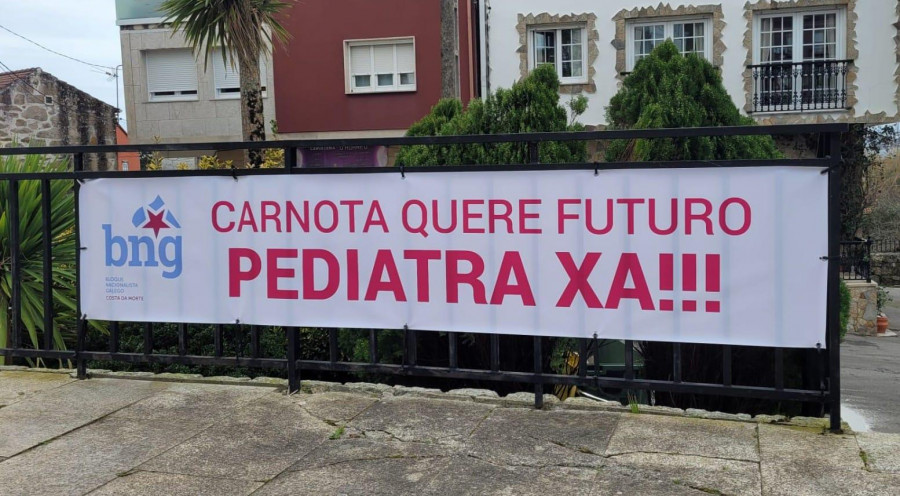 CARNOTA QUERE FUTURO
PEDIATRA XA!!!
bng
BLOQUE
NACIONALISTA
GALEGO
COSTA DA MORTE